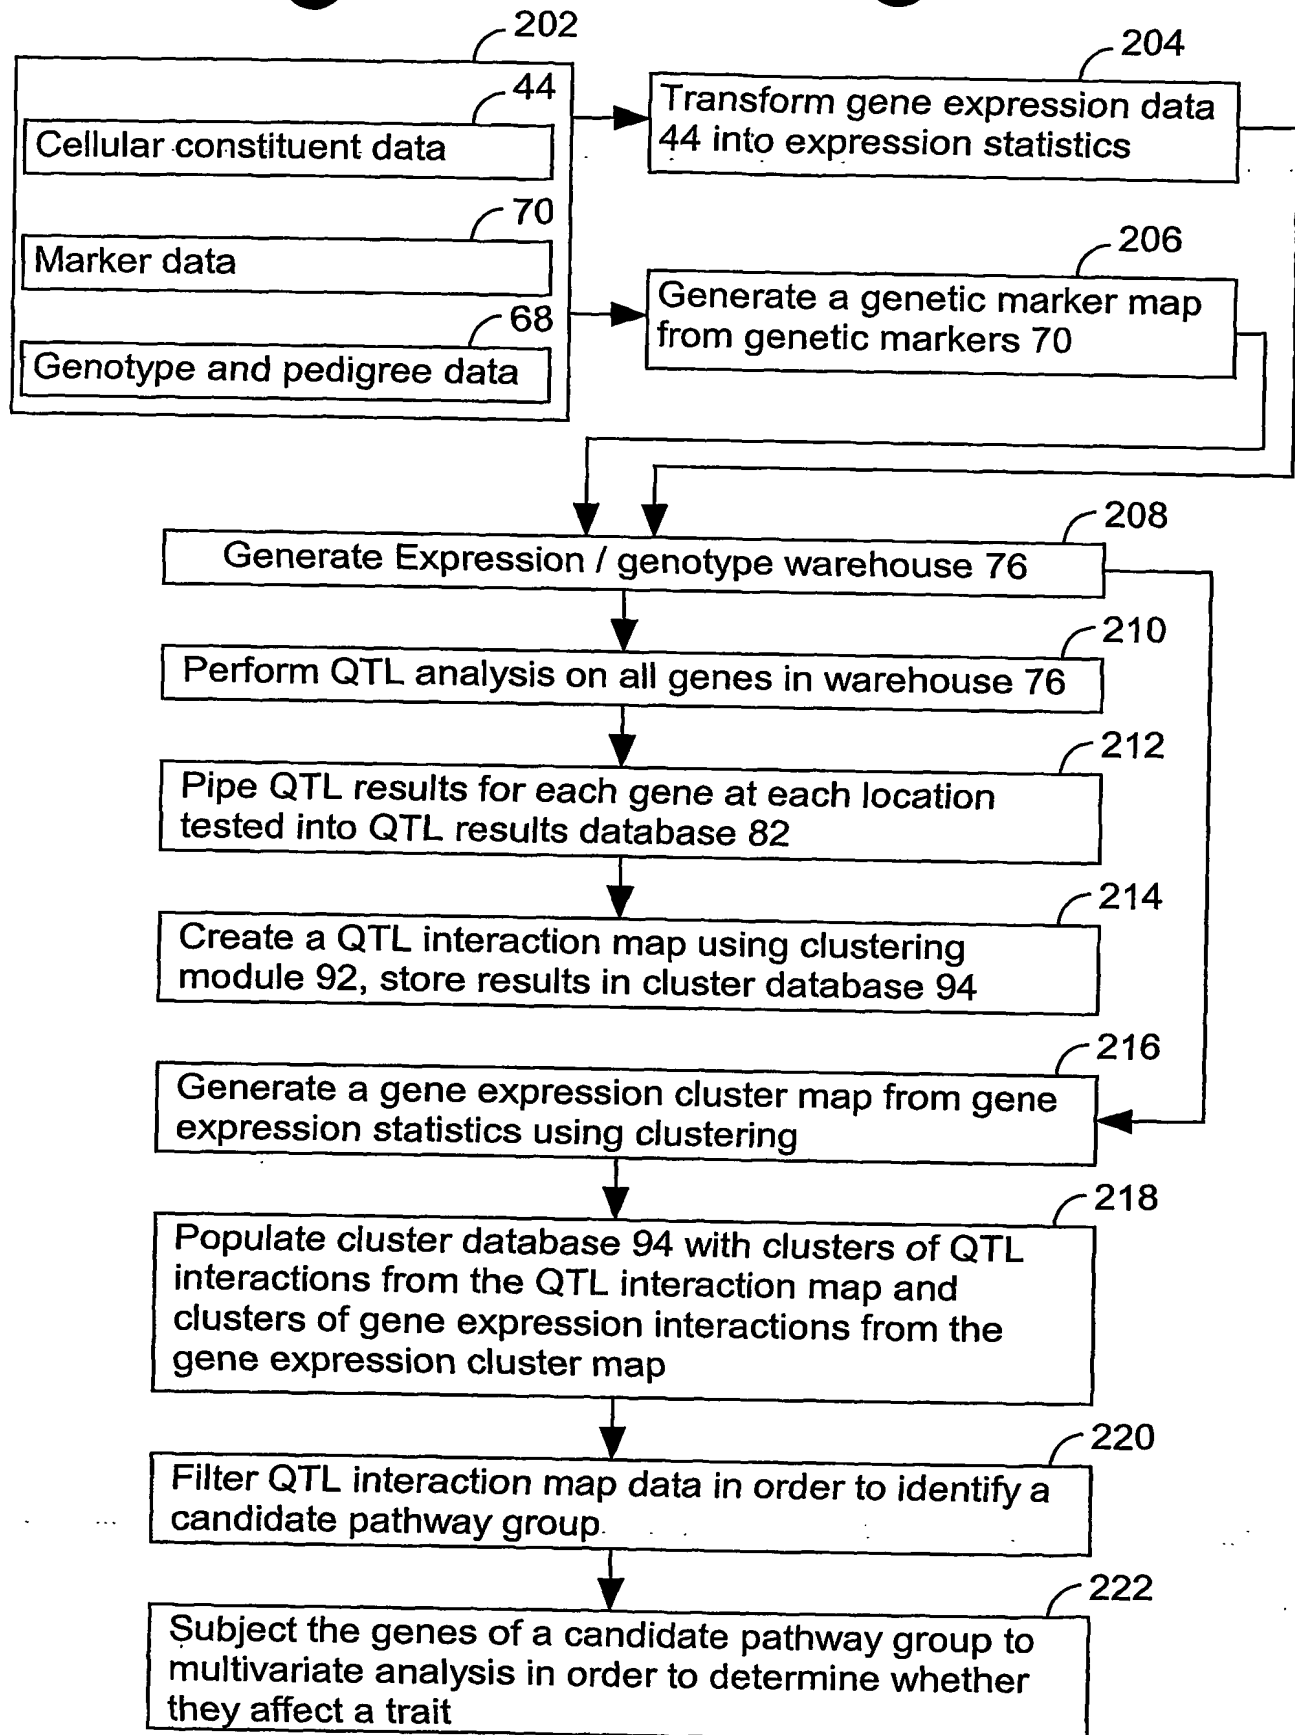 202
44
Cellular constituent data
70
Marker data
68
Genotype and pedigree data
204
Transform gene expression data
44 into expression statistics
206
Generate a genetic marker map
from genetic markers 70
208
Generate Expression / genotype warehouse 76
210
Perform QTL analysis on all genes in warehouse 76
212
Pipe QTL results for each gene at each location
tested into QTL results database 82
214
Create a QTL interaction map using clustering
module 92, store results in cluster database 94
216
Generate a gene expression cluster map from gene
expression statistics using clustering
218
Populate cluster database 94 with clusters of QTL
interactions from the QTL interaction map and
clusters of gene expression interactions from the
gene expression cluster map
220
Filter QTL interaction map data in order to identify a
candidate pathway group
222
Subject the genes of a candidate pathway group to
multivariate analysis in order to determine whether
they affect a trait